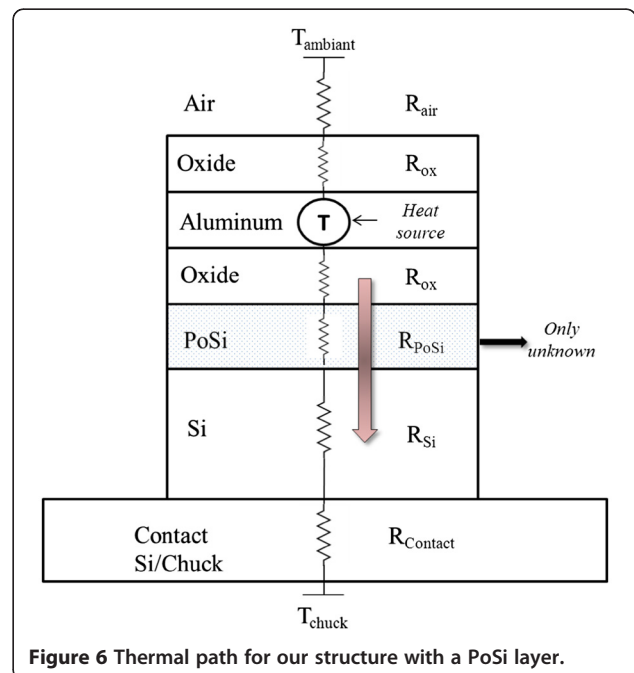 T_ambiant
Air R_air
Oxide R_ox
Aluminum T Heat
source
Oxide R_ox
PoSi R_PoSi Only
unknown
Si R_Si
Contact R_Contact
Si/Chuck
T_chuck
Figure 6 Thermal path for our structure with a PoSi layer.